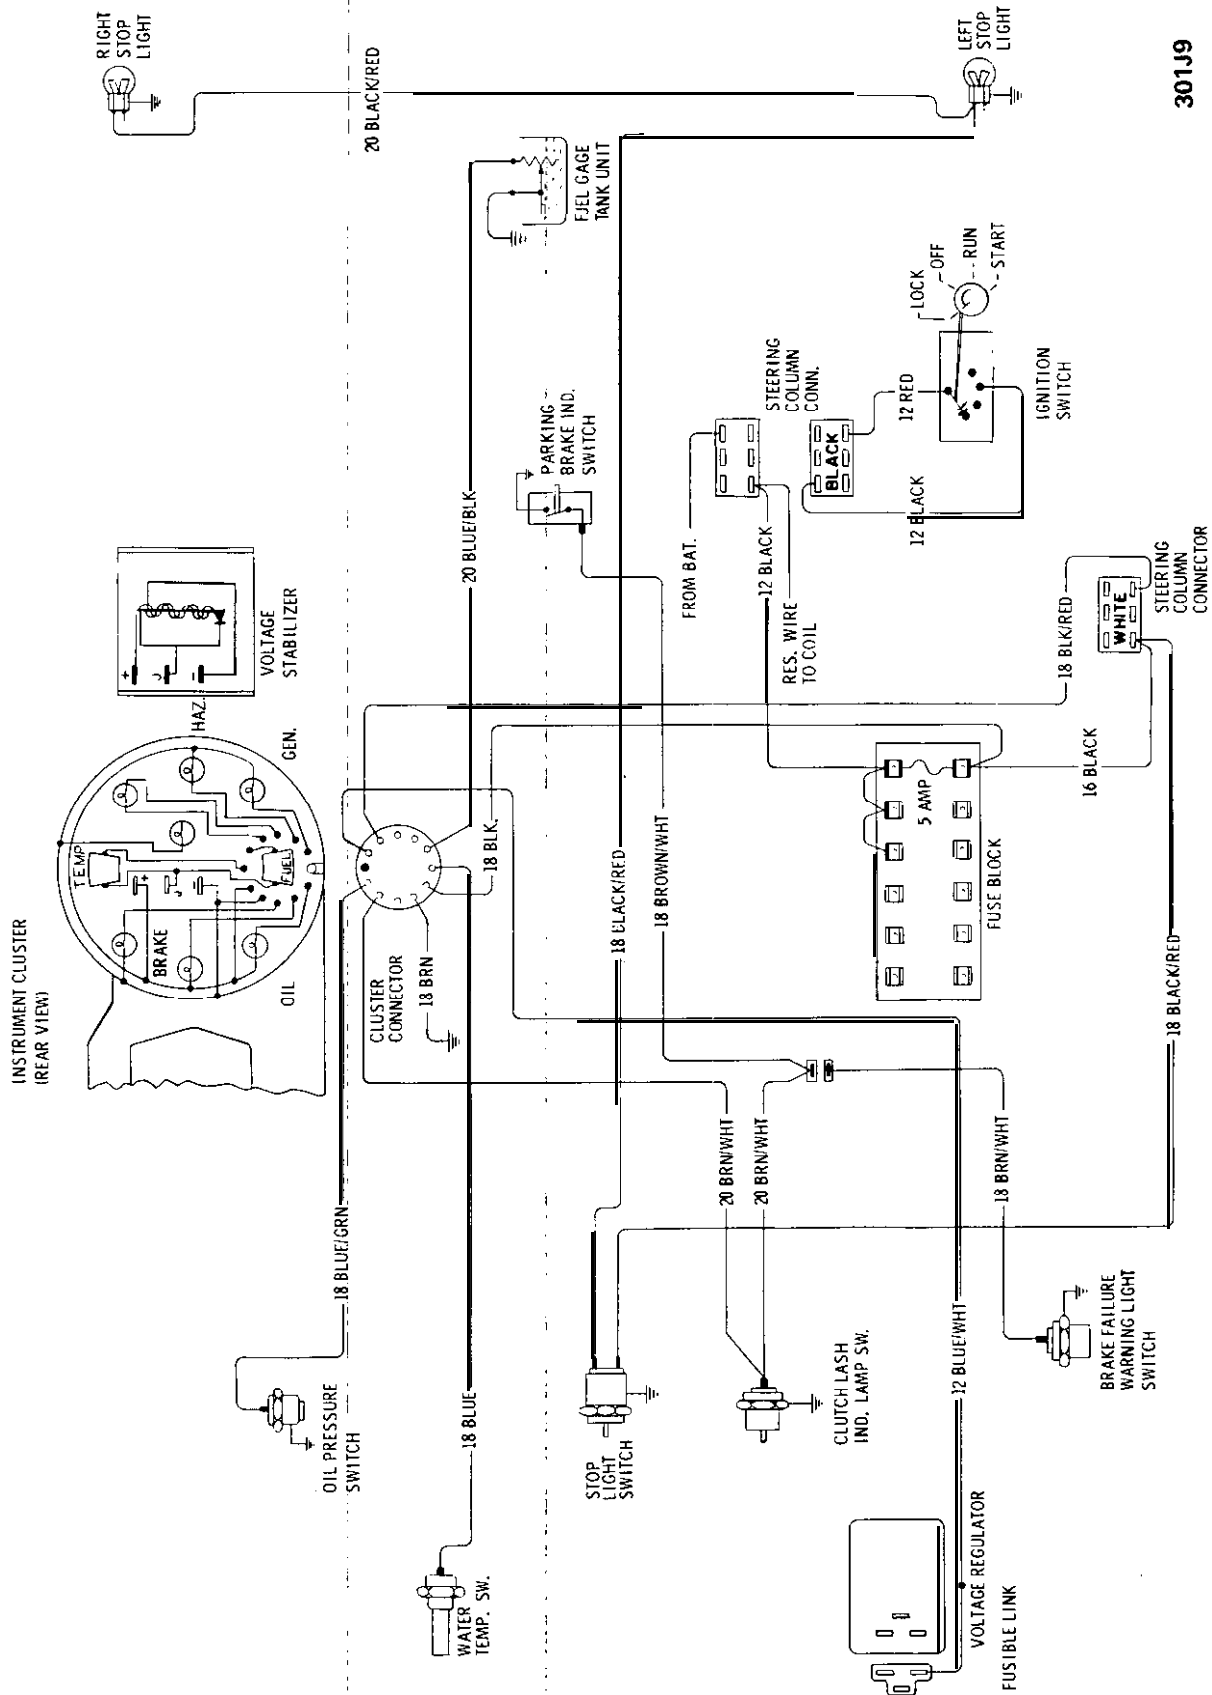 INSTRUMENT CLUSTER
(REAR VIEW)
TEMP
BRAKE
FUEL
OIL
HAZ.
GEN.
+
J
I
VOLTAGE
STABILIZER
+
J
I
RIGHT
STOP
LIGHT
20 BLACK/RED
LEFT
STOP
LIGHT
301J9
FUEL GAGE
TANK UNIT
20 BLUE/BLK
PARKING
BRAKE IND.
SWITCH
CLUSTER
CONNECTOR
18 BRN
18 BLK.
18 BLUE/GRN
OIL PRESSURE
SWITCH
18 BLUE
WATER
TEMP. SW.
18 BLACK/RED
18 BROWN/WHT
STOP
LIGHT
SWITCH
20 BRN/WHT
20 BRN/WHT
CLUTCH LASH
IND. LAMP SW.
FROM BAT.
STEERING
COLUMN
CONN.
BLACK
12 BLACK
RES. WIRE
TO COIL
12 RED
12 BLACK
LOCK
OFF
RUN
START
IGNITION
SWITCH
5 AMP
FUSE BLOCK
16 BLACK
18 BLK/RED
WHITE
STEERING
COLUMN
CONNECTOR
18 BLACK/RED
18 BRN/WHT
BRAKE FAILURE
WARNING LIGHT
SWITCH
12 BLUE/WHT
VOLTAGE REGULATOR
FUSIBLE LINK